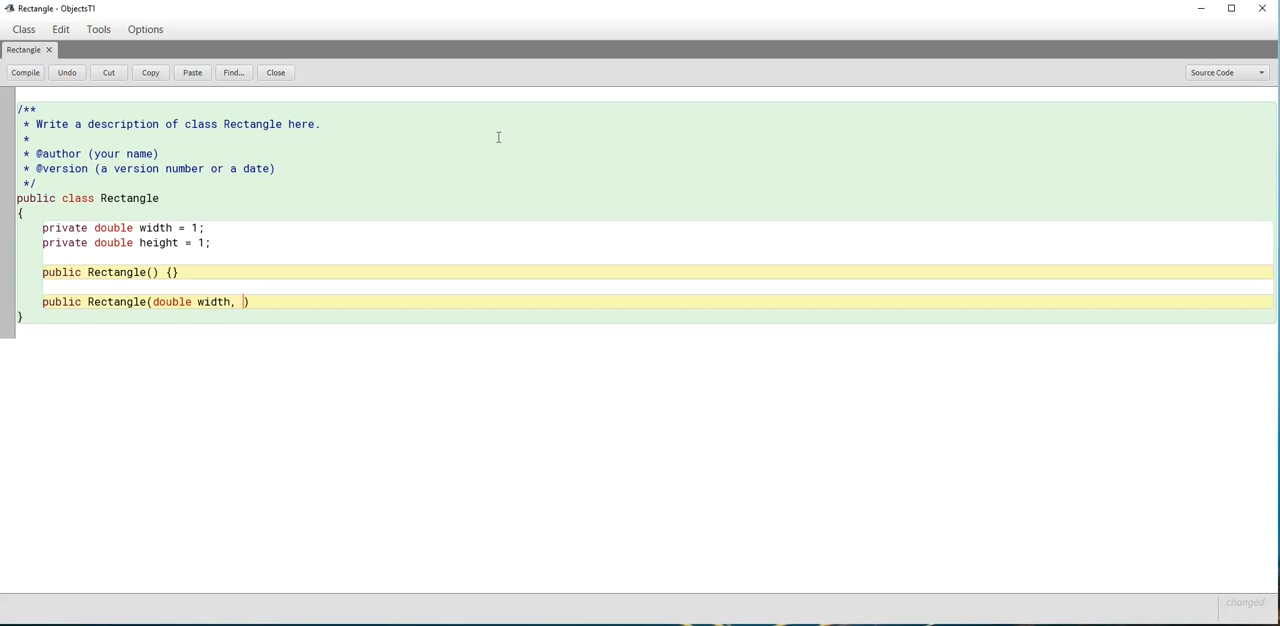 Rectangle - ObjectsT1
Class Edit Tools Options
Rectangle
Compile Undo Cut Copy Paste Find... Close Source Code
/**
* Write a description of class Rectangle here.
*
* @author (your name)
* @version (a version number or a date)
*/
public class Rectangle
{
private double width = 1;
private double height = 1;
public Rectangle() {}
public Rectangle(double width, )
}
changed